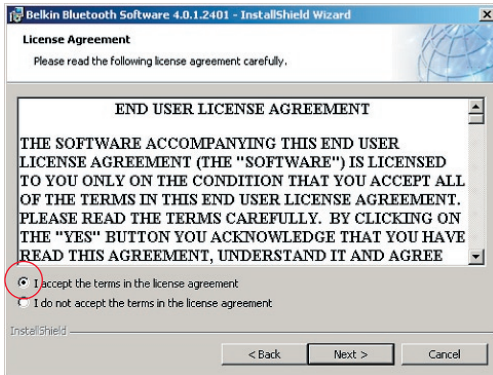 Belkin Bluetooth Software 4.0.1.2401 - InstallShield Wizard
License Agreement
Please read the following license agreement carefully.
END USER LICENSE AGREEMENT
THE SOFTWARE ACCOMPANYING THIS END USER
LICENSE AGREEMENT (THE "SOFTWARE") IS LICENSED
TO YOU ONLY ON THE CONDITION THAT YOU ACCEPT ALL
OF THE TERMS IN THIS END USER LICENSE AGREEMENT.
PLEASE READ THE TERMS CAREFULLY. BY CLICKING ON
THE "YES" BUTTON YOU ACKNOWLEDGE THAT YOU HAVE
READ THIS AGREEMENT, UNDERSTAND IT AND AGREE
I accept the terms in the license agreement
I do not accept the terms in the license agreement
InstallShield
< Back Next > Cancel